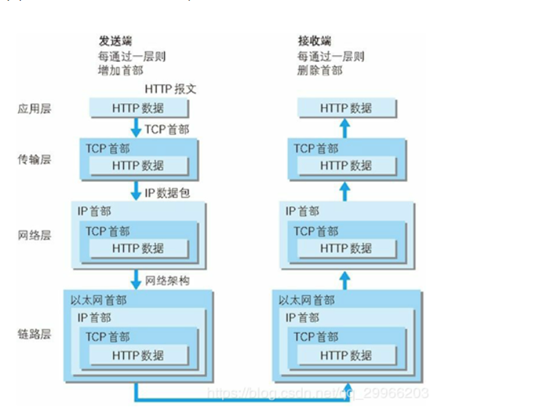 发送端
每通过一层则
增加首部
接收端
每通过一层则
删除首部
HTTP 报文
应用层
HTTP 数据
HTTP 数据
TCP 首部
传输层
TCP 首部
HTTP 数据
TCP 首部
HTTP 数据
IP 数据包
网络层
IP 首部
TCP 首部
HTTP 数据
IP 首部
TCP 首部
HTTP 数据
网络架构
链路层
以太网首部
IP 首部
TCP 首部
HTTP 数据
以太网首部
IP 首部
TCP 首部
HTTP 数据
https://blog.csdn.net/qq_29966203